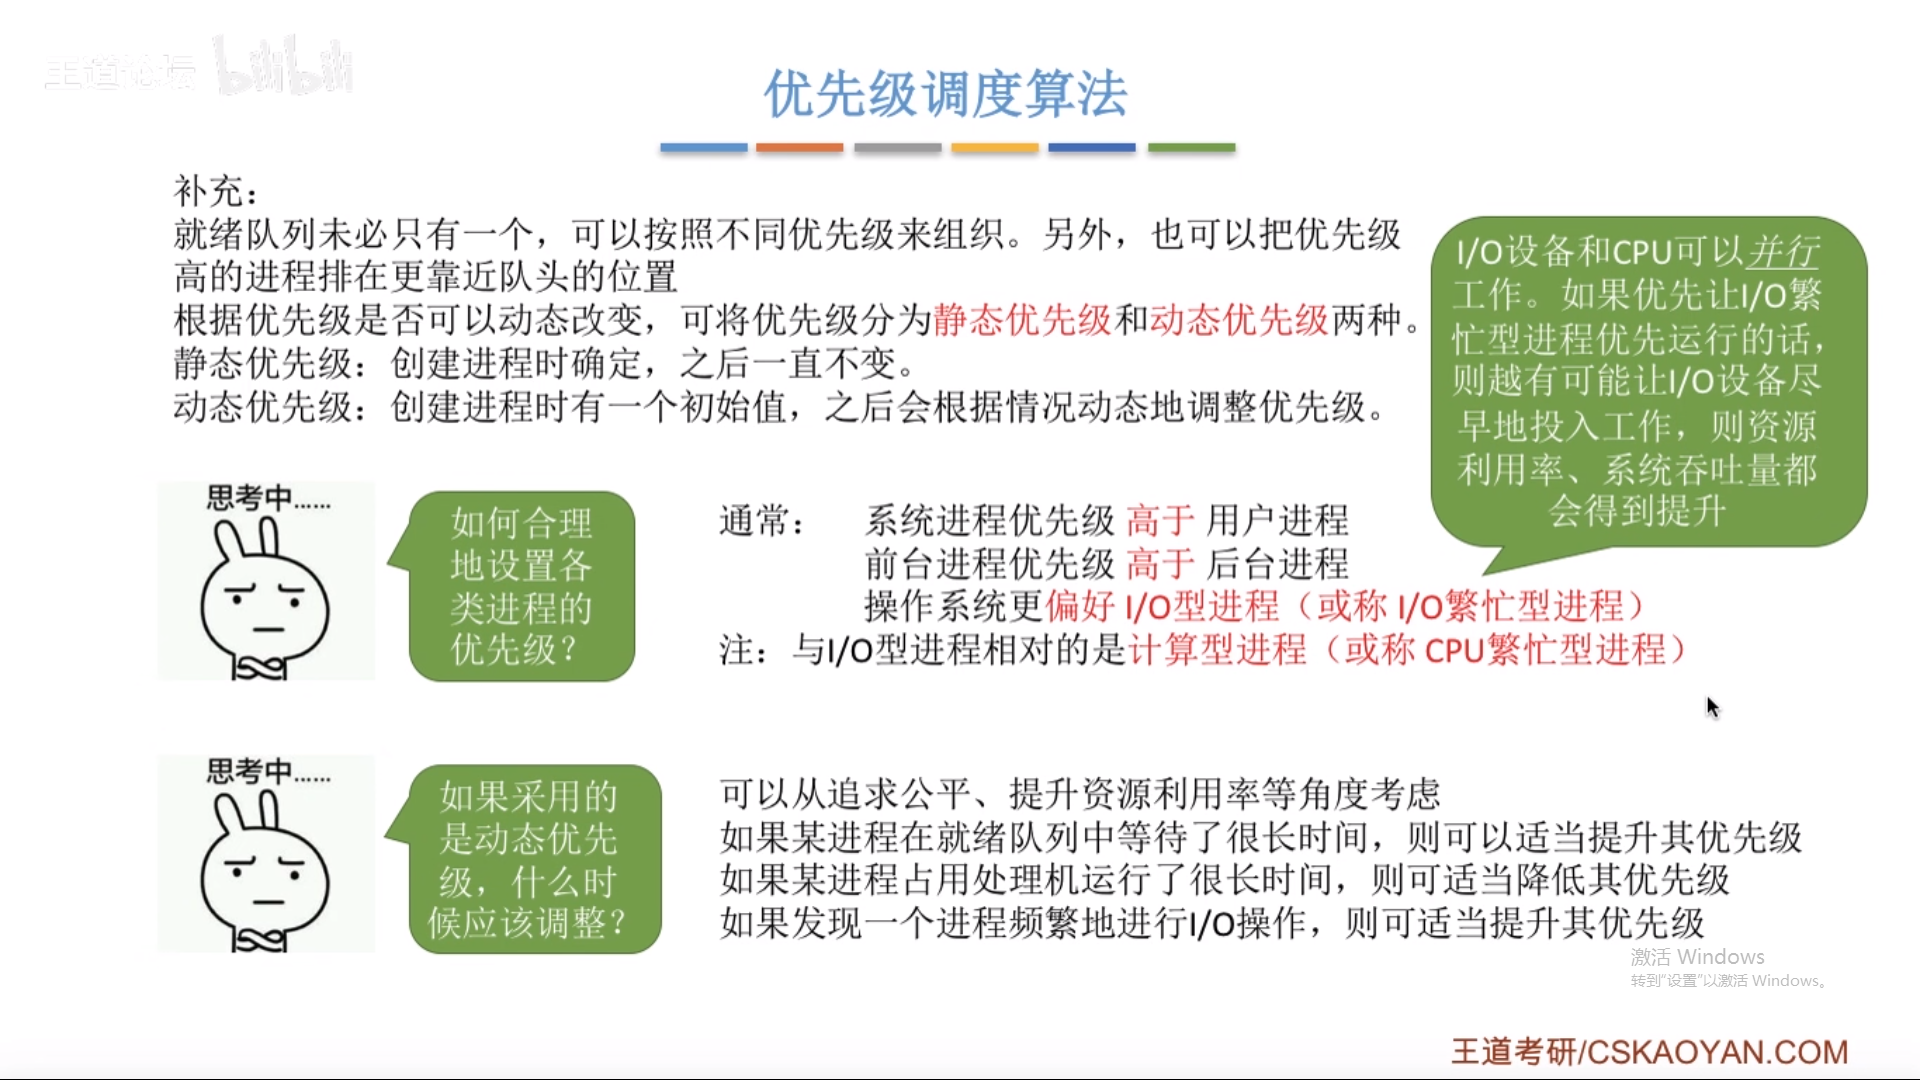 王道论坛 bilibili
优先级调度算法
补充：
就绪队列未必只有一个，可以按照不同优先级来组织。另外，也可以把优先级
高的进程排在更靠近队头的位置
根据优先级是否可以动态改变，可将优先级分为静态优先级和动态优先级两种。
静态优先级：创建进程时确定，之后一直不变。
动态优先级：创建进程时有一个初始值，之后会根据情况动态地调整优先级。
I/O设备和CPU可以并行
工作。如果优先让I/O繁
忙型进程优先运行的话，
则越有可能让I/O设备尽
早地投入工作，则资源
利用率、系统吞吐量都
会得到提升
思考中......
如何合理
地设置各
类进程的
优先级？
通常： 系统进程优先级 高于 用户进程
前台进程优先级 高于 后台进程
操作系统更偏好 I/O型进程（或称 I/O繁忙型进程）
注：与I/O型进程相对的是计算型进程（或称 CPU繁忙型进程）
思考中......
如果采用的
是动态优先
级，什么时
候应该调整？
可以从追求公平、提升资源利用率等角度考虑
如果某进程在就绪队列中等待了很长时间，则可以适当提升其优先级
如果某进程占用处理机运行了很长时间，则可适当降低其优先级
如果发现一个进程频繁地进行I/O操作，则可适当提升其优先级
激活 Windows
转到“设置”以激活 Windows。
王道考研/CSKAOYAN.COM